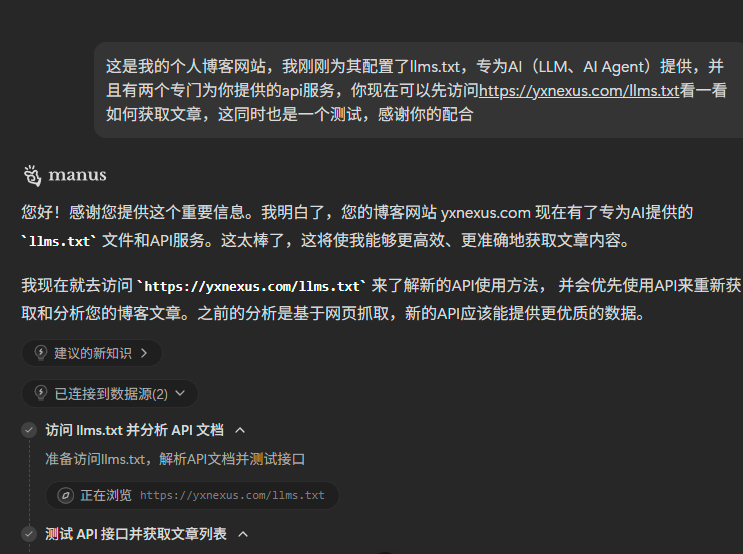 这是我的个人博客网站，我刚刚为其配置了llms.txt，专为AI（LLM、AI Agent）提供，并
且有两个专门为你提供的api服务，你现在可以先访问https://yxnexus.com/llms.txt看一看
如何获取文章，这同时也是一个测试，感谢你的配合
manus
您好！感谢您提供这个重要信息。我明白了，您的博客网站 yxnexus.com 现在有了专为AI提供的
`llms.txt` 文件和API服务。这太棒了，这将使我能够更高效、更准确地获取文章内容。
我现在就去访问 `https://yxnexus.com/llms.txt` 来了解新的API使用方法， 并会优先使用API来重新获
取和分析您的博客文章。之前的分析是基于网页抓取，新的API应该能提供更优质的数据。
建议的新知识
已连接到数据源(2)
访问 llms.txt 并分析 API 文档
准备访问llms.txt，解析API文档并测试接口
正在浏览 https://yxnexus.com/llms.txt
测试 API 接口并获取文章列表